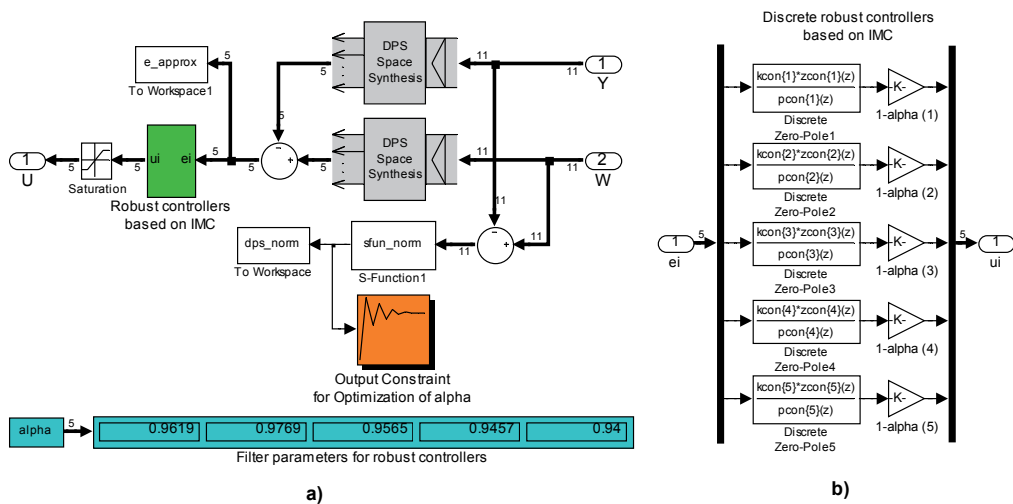 e_approx
To Workspace1
5
5
DPS
Space
Synthesis
11
11
1
Y
5
1
U
5
Saturation
5
ui
ei
5
5
Robust controllers
based on IMC
-
+
5
5
DPS
Space
Synthesis
11
11
2
W
11
11
-
+
11
dps_norm
To Workspace
sfun_norm
11
S-Function1
Output Constraint
for Optimization of alpha
alpha
5
0.9619
0.9769
0.9565
0.9457
0.94
Filter parameters for robust controllers
a)
Discrete robust controllers
based on IMC
kcon{1}*zcon{1}(z)
pcon{1}(z)
Discrete
Zero-Pole1
-K-
1-alpha (1)
kcon{2}*zcon{2}(z)
pcon{2}(z)
Discrete
Zero-Pole2
-K-
1-alpha (2)
1
ei
5
kcon{3}*zcon{3}(z)
pcon{3}(z)
Discrete
Zero-Pole3
-K-
1-alpha (3)
5
1
ui
kcon{4}*zcon{4}(z)
pcon{4}(z)
Discrete
Zero-Pole4
-K-
1-alpha (4)
kcon{5}*zcon{5}(z)
pcon{5}(z)
Discrete
Zero-Pole5
-K-
1-alpha (5)
b)